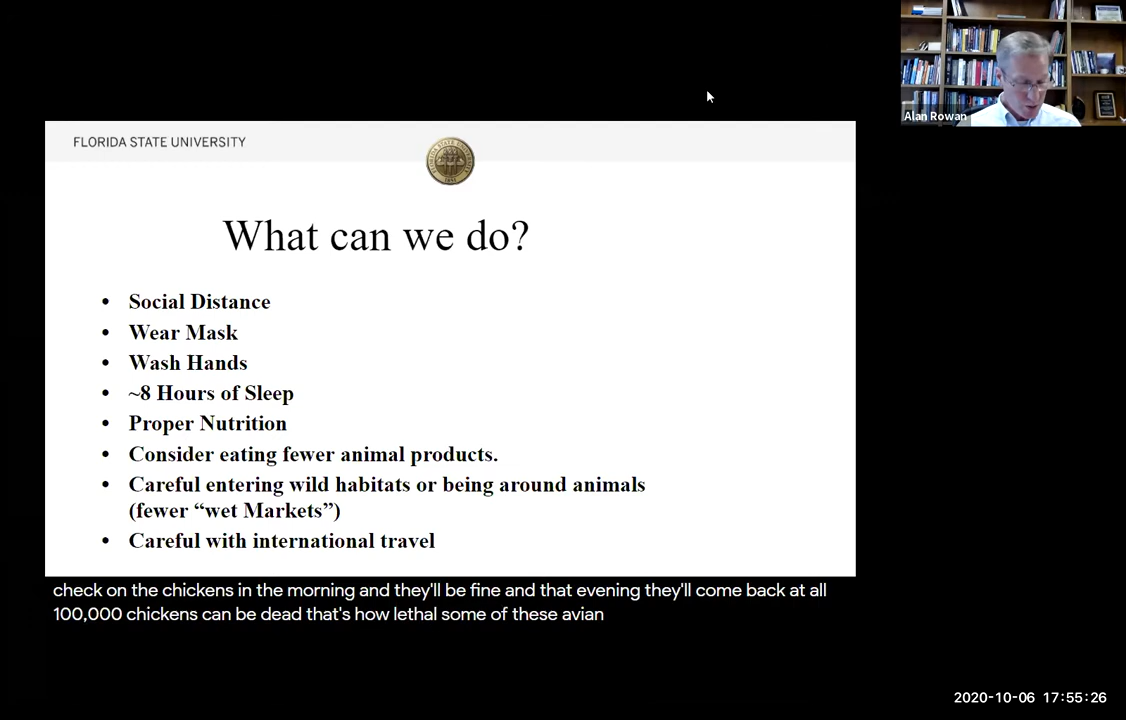 Alan Rowan
FLORIDA STATE UNIVERSITY
What can we do?
• Social Distance
• Wear Mask
• Wash Hands
• ~8 Hours of Sleep
• Proper Nutrition
• Consider eating fewer animal products.
• Careful entering wild habitats or being around animals
(fewer “wet Markets”)
• Careful with international travel
check on the chickens in the morning and they'll be fine and that evening they'll come back at all
100,000 chickens can be dead that's how lethal some of these avian
2020-10-06 17:55:26